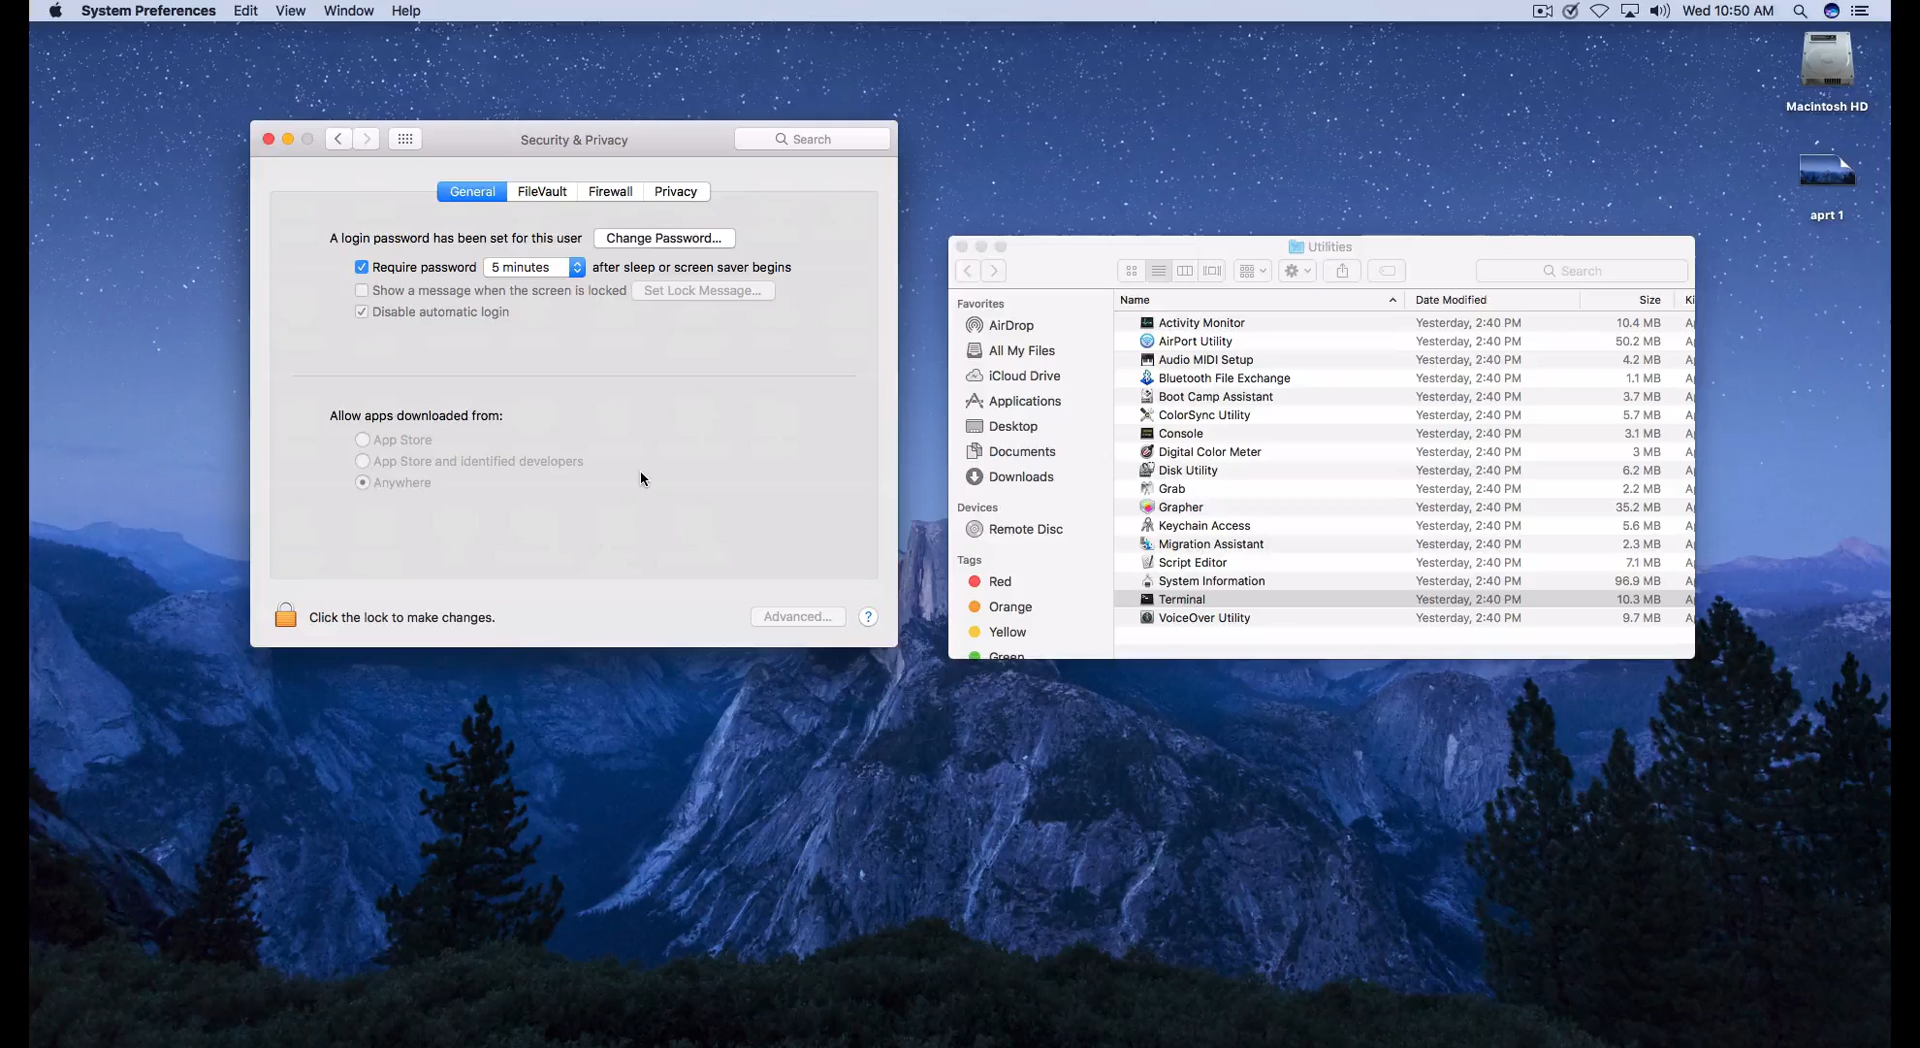 System Preferences Edit View Window Help Wed 10:50 AM
Macintosh HD
aprt 1
Security & Privacy Search
General FileVault Firewall Privacy
A login password has been set for this user Change Password...
Require password 5 minutes after sleep or screen saver begins
Show a message when the screen is locked Set Lock Message...
Disable automatic login
Allow apps downloaded from:
App Store
App Store and identified developers
Anywhere
Click the lock to make changes. Advanced... ?
Utilities
Search
Favorites
AirDrop
All My Files
iCloud Drive
Applications
Desktop
Documents
Downloads
Devices
Remote Disc
Tags
Red
Orange
Yellow
Green
Name Date Modified Size Ki
Activity Monitor Yesterday, 2:40 PM 10.4 MB A
AirPort Utility Yesterday, 2:40 PM 50.2 MB A
Audio MIDI Setup Yesterday, 2:40 PM 4.2 MB A
Bluetooth File Exchange Yesterday, 2:40 PM 1.1 MB A
Boot Camp Assistant Yesterday, 2:40 PM 3.7 MB A
ColorSync Utility Yesterday, 2:40 PM 5.7 MB A
Console Yesterday, 2:40 PM 3.1 MB A
Digital Color Meter Yesterday, 2:40 PM 3 MB A
Disk Utility Yesterday, 2:40 PM 6.2 MB A
Grab Yesterday, 2:40 PM 2.2 MB A
Grapher Yesterday, 2:40 PM 35.2 MB A
Keychain Access Yesterday, 2:40 PM 5.6 MB A
Migration Assistant Yesterday, 2:40 PM 2.3 MB A
Script Editor Yesterday, 2:40 PM 7.1 MB A
System Information Yesterday, 2:40 PM 96.9 MB A
Terminal Yesterday, 2:40 PM 10.3 MB A
VoiceOver Utility Yesterday, 2:40 PM 9.7 MB A